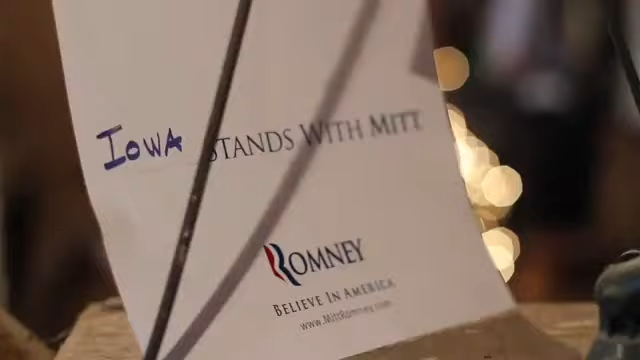 IOWA STANDS WITH MITT
ROMNEY
BELIEVE IN AMERICA
www.MittRomney.com